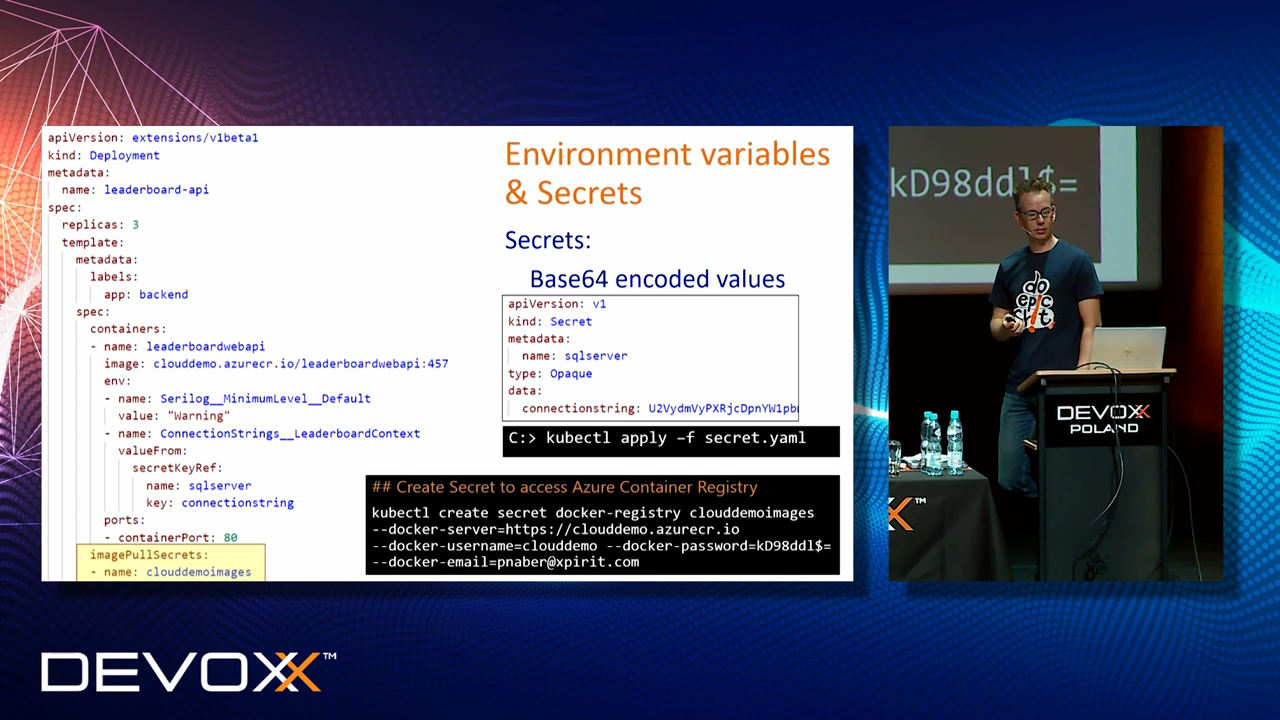 apiVersion: extensions/v1beta1
kind: Deployment
metadata:
name: leaderboard-api
spec:
replicas: 3
template:
metadata:
labels:
app: backend
spec:
containers:
- name: leaderboardwebapi
image: clouddemo.azurecr.io/leaderboardwebapi:457
env:
- name: Serilog__MinimumLevel__Default
value: "Warning"
- name: ConnectionStrings__LeaderboardContext
valueFrom:
secretKeyRef:
name: sqlserver
key: connectionstring
ports:
- containerPort: 80
imagePullSecrets:
- name: clouddemoimages
Environment variables
& Secrets
Secrets:
Base64 encoded values
apiVersion: v1
kind: Secret
metadata:
name: sqlserver
type: Opaque
data:
connectionstring: U2VydmVyPXRjcDpnYW1pb
C:> kubectl apply –f secret.yaml
## Create Secret to access Azure Container Registry
kubectl create secret docker-registry clouddemoimages
--docker-server=https://clouddemo.azurecr.io
--docker-username=clouddemo --docker-password=kD98ddl$=
--docker-email=pnaber@xpirit.com
kD98ddl$=
do
epic
DEVOXX
POLAND
X™
DEVOXX™